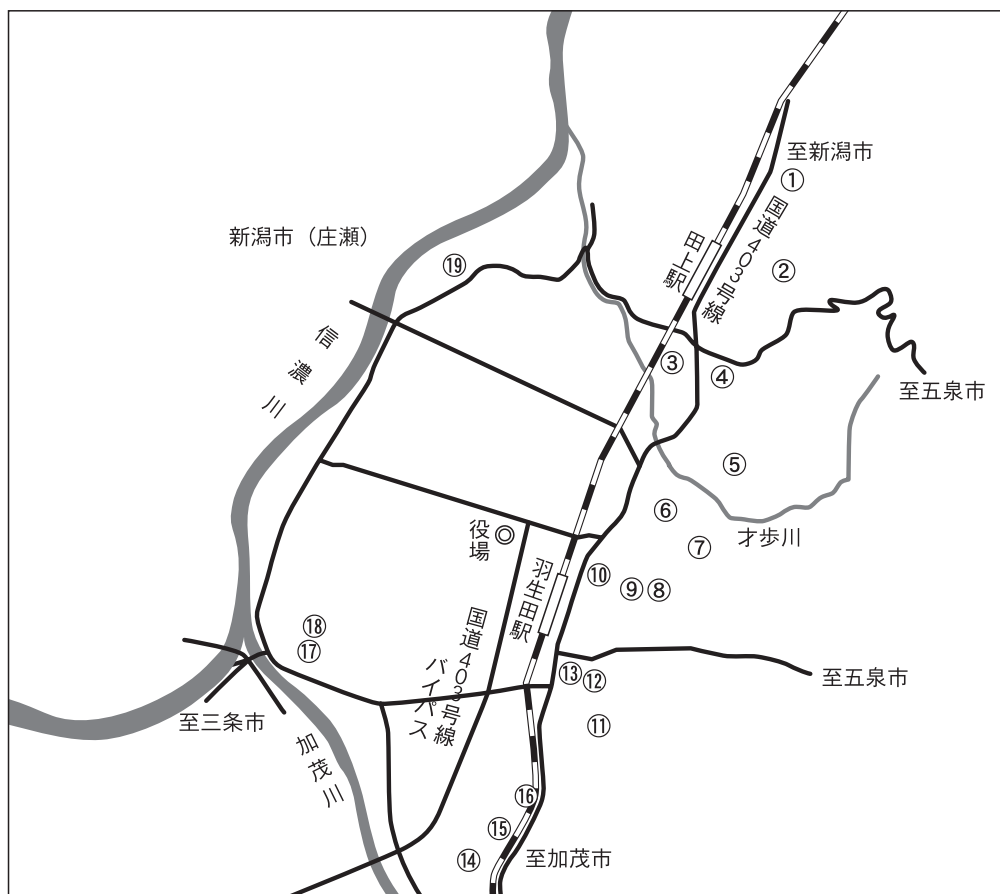 至新潟市
①
国道403号線
新潟市（庄瀬）
田上駅
⑲
②
信濃川
③
④
至五泉市
⑤
⑥
才歩川
役場
⑦
羽生田駅
⑩
⑨
⑧
国道403号線
バイパス
⑱
⑰
⑬
⑫
至五泉市
至三条市
⑪
加茂川
⑯
⑮
⑭
至加茂市